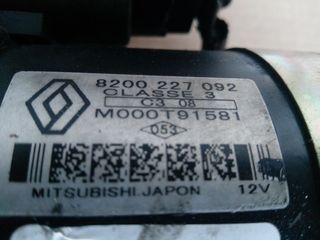 8200 227 092
CLASSE 3
C3 08
M000T91581
053
MITSUBISHI.JAPON 12V